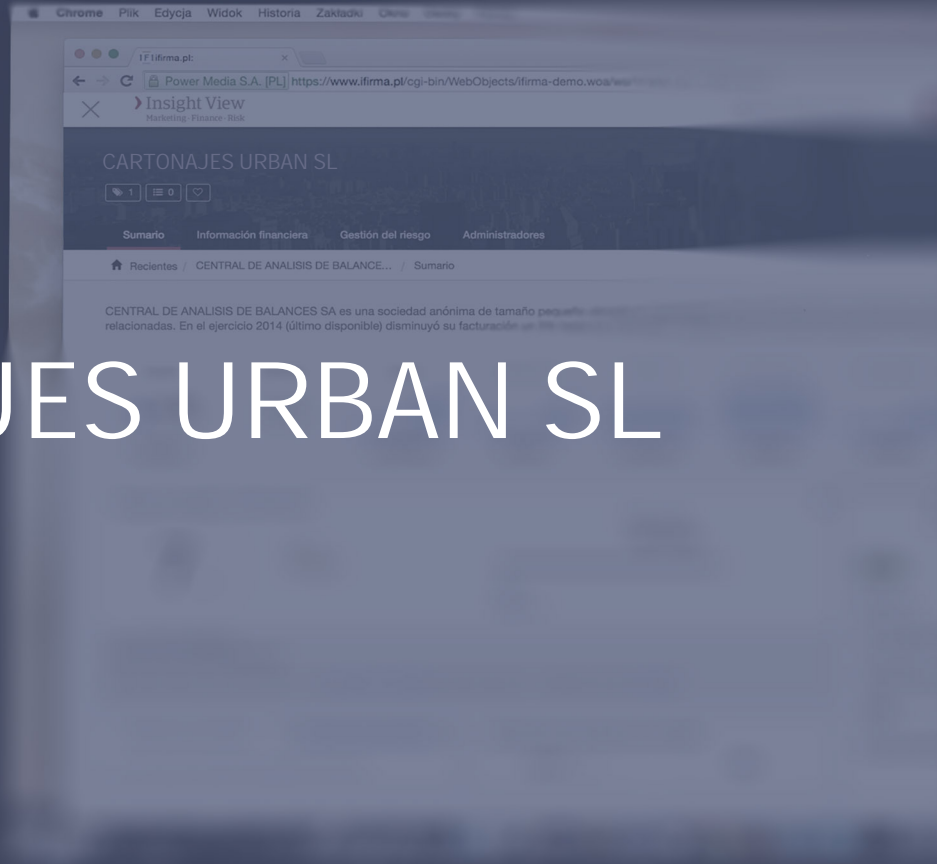 Chrome Plik Edycja Widok Historia Zakładki
ifirma.pl:
Power Media S.A. [PL] https://www.ifirma.pl/cgi-bin/WebObjects/ifirma-demo.woa/
Insight View
Marketing · Finance · Risk
CARTONAJES URBAN SL
1 0
Sumario Información financiera Gestión del riesgo Administradores
Recientes / CENTRAL DE ANALISIS DE BALANCE... / Sumario
CENTRAL DE ANALISIS DE BALANCES SA es una sociedad anónima de tamaño pequeño
relacionadas. En el ejercicio 2014 (último disponible) disminuyó su facturación un
JES URBAN SL